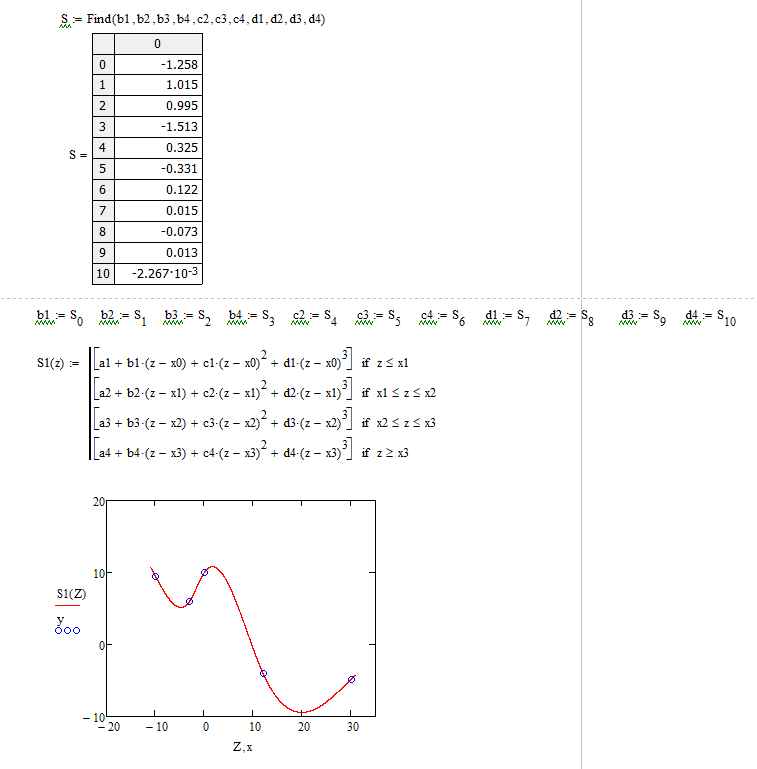 S := Find(b1,b2,b3,b4,c2,c3,c4,d1,d2,d3,d4)
0
0 -1.258
1 1.015
2 0.995
3 -1.513
S = 4 0.325
5 -0.331
6 0.122
7 0.015
8 -0.073
9 0.013
10 -2.267·10-3
b1 := S0 b2 := S1 b3 := S2 b4 := S3 c2 := S4 c3 := S5 c4 := S6 d1 := S7 d2 := S8 d3 := S9 d4 := S10
S1(z) := [a1 + b1·(z − x0) + c1·(z − x0)2 + d1·(z − x0)3] if z ≤ x1
[a2 + b2·(z − x1) + c2·(z − x1)2 + d2·(z − x1)3] if x1 ≤ z ≤ x2
[a3 + b3·(z − x2) + c3·(z − x2)2 + d3·(z − x2)3] if x2 ≤ z ≤ x3
[a4 + b4·(z − x3) + c4·(z − x3)2 + d4·(z − x3)3] if z ≥ x3
20
10
S1(Z)
y
0
− 10
− 20 − 10 0 10 20 30
Z,x